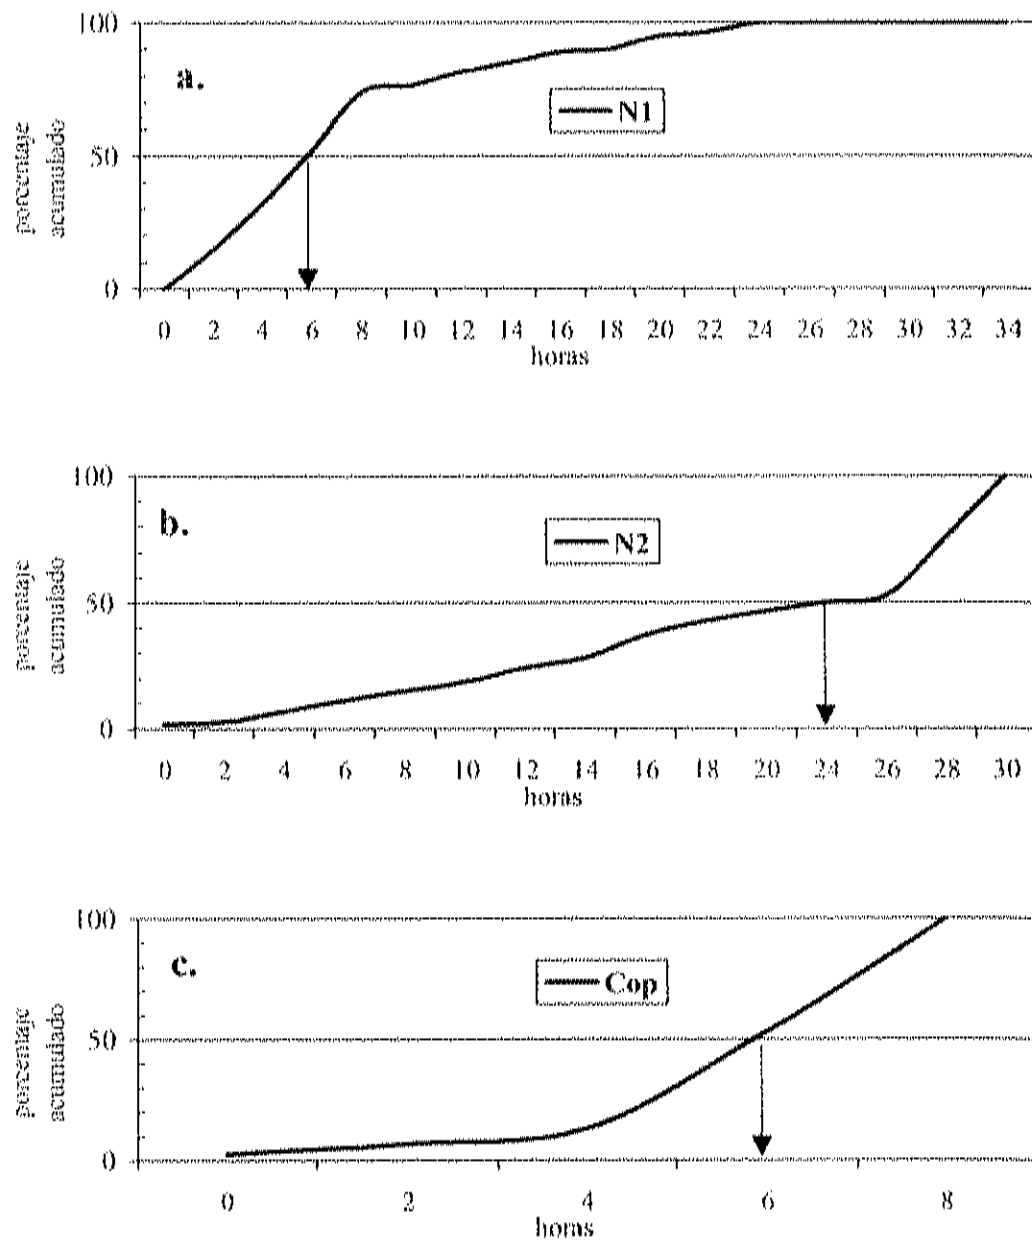 100
a.
N1
porcentaje
acumulado
50
0
0 2 4 6 8 10 12 14 16 18 20 22 24 26 28 30 32 34
horas
100
b.
N2
porcentaje
acumulado
50
0
0 2 4 6 8 10 12 14 16 18 20 24 26 28 30
horas
100
c.
Cop
porcentaje
acumulado
50
0
0 2 4 6 8
horas